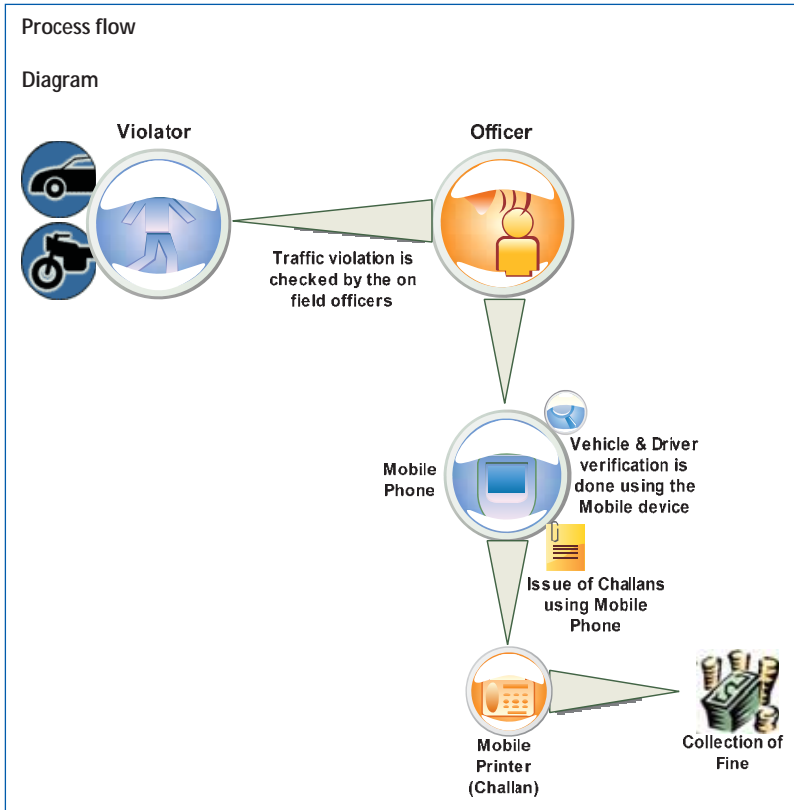 Process flow
Diagram
Violator
Officer
Traffic violation is
checked by the on
field officers
Mobile
Phone
Vehicle & Driver
verification is
done using the
Mobile device
Issue of Challans
using Mobile
Phone
Mobile
Printer
(Challan)
Collection of
Fine